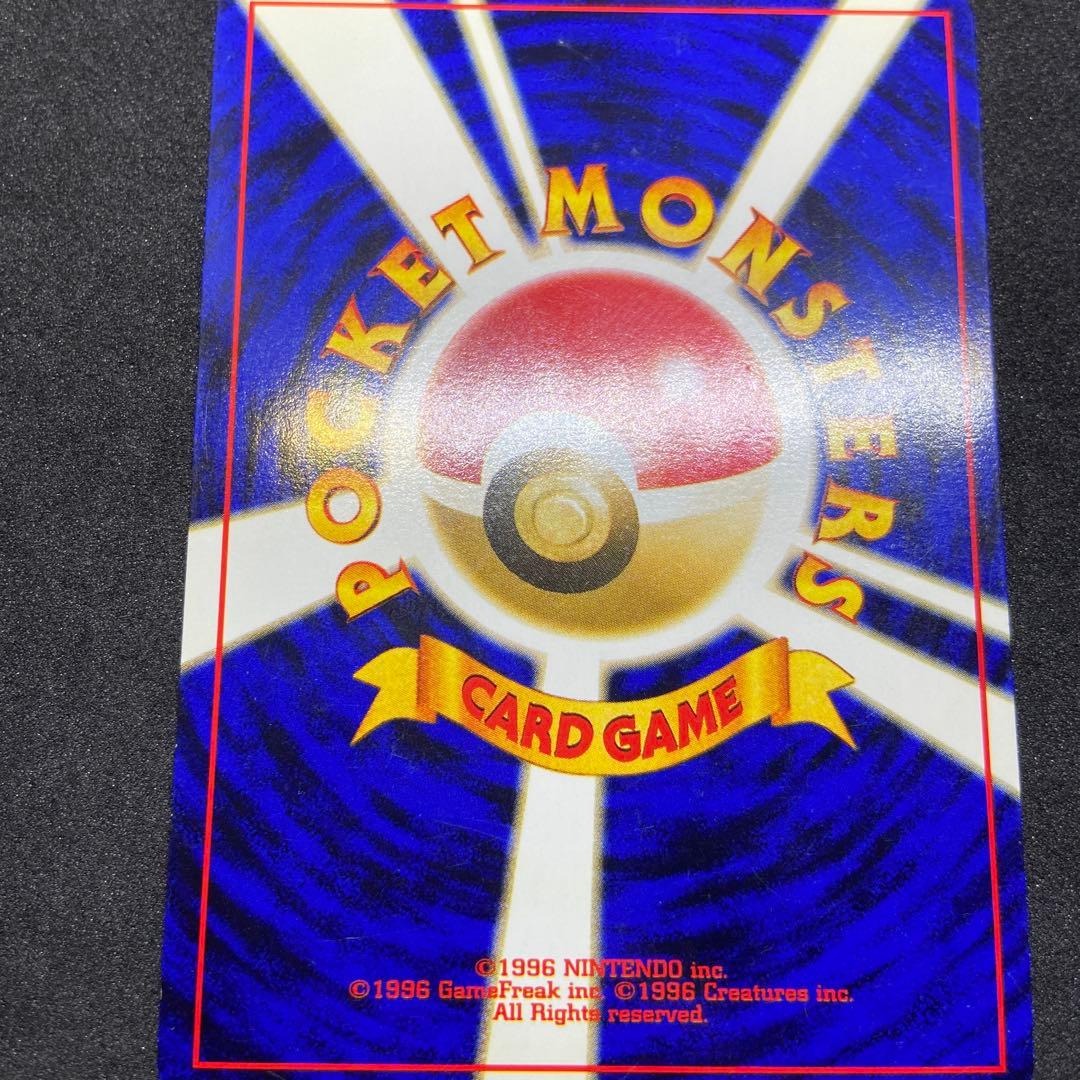 POCKET MONSTERS
CARD GAME
©1996 NINTENDO inc.
©1996 GameFreak inc. ©1996 Creatures inc.
All Rights reserved.